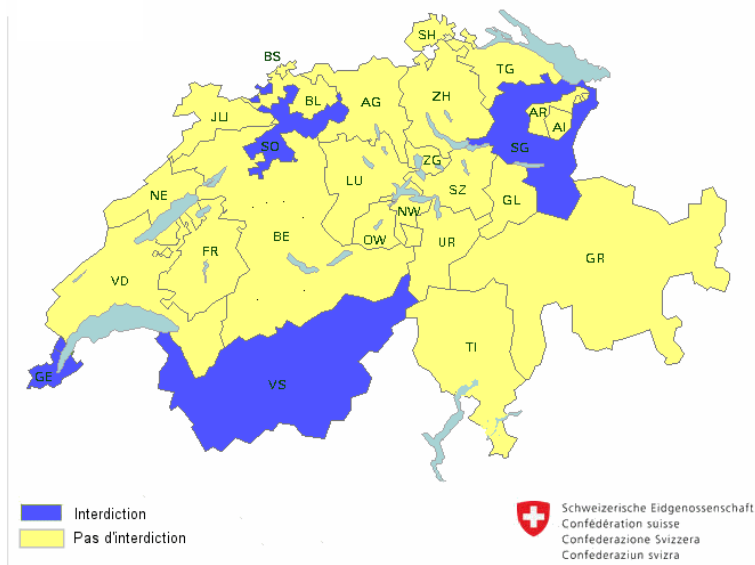 SH
BS
TG
BL
AG
ZH
JU
AR
AI
SO
SG
ZG
LU
SZ
NE
GL
NW
BE
OW
UR
FR
GR
VD
TI
GE
VS
Interdiction
Pas d'interdiction
Schweizerische Eidgenossenschaft
Confédération suisse
Confederazione Svizzera
Confederaziun svizra